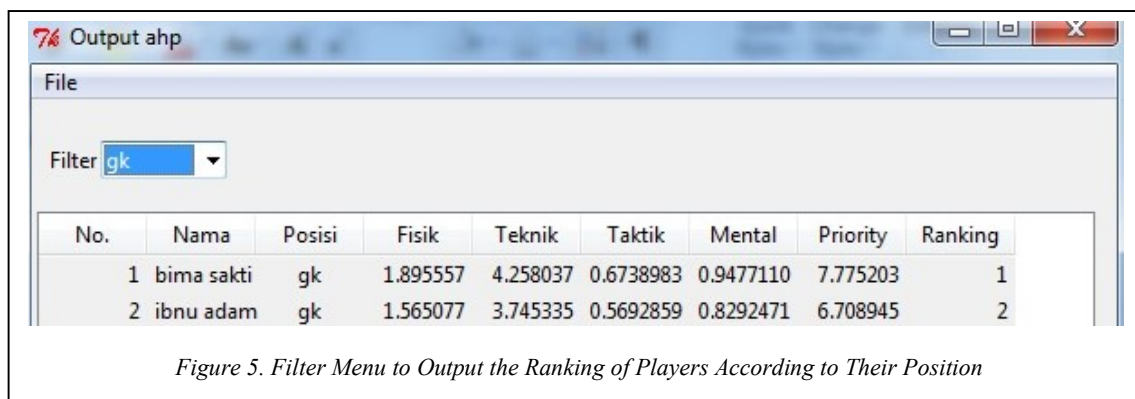 Output ahp
File
Filter gk
No. Nama Posisi Fisik Teknik Taktik Mental Priority Ranking
1 bima sakti gk 1.895557 4.258037 0.6738983 0.9477110 7.775203 1
2 ibnu adam gk 1.565077 3.745335 0.5692859 0.8292471 6.708945 2
Figure 5. Filter Menu to Output the Ranking of Players According to Their Position